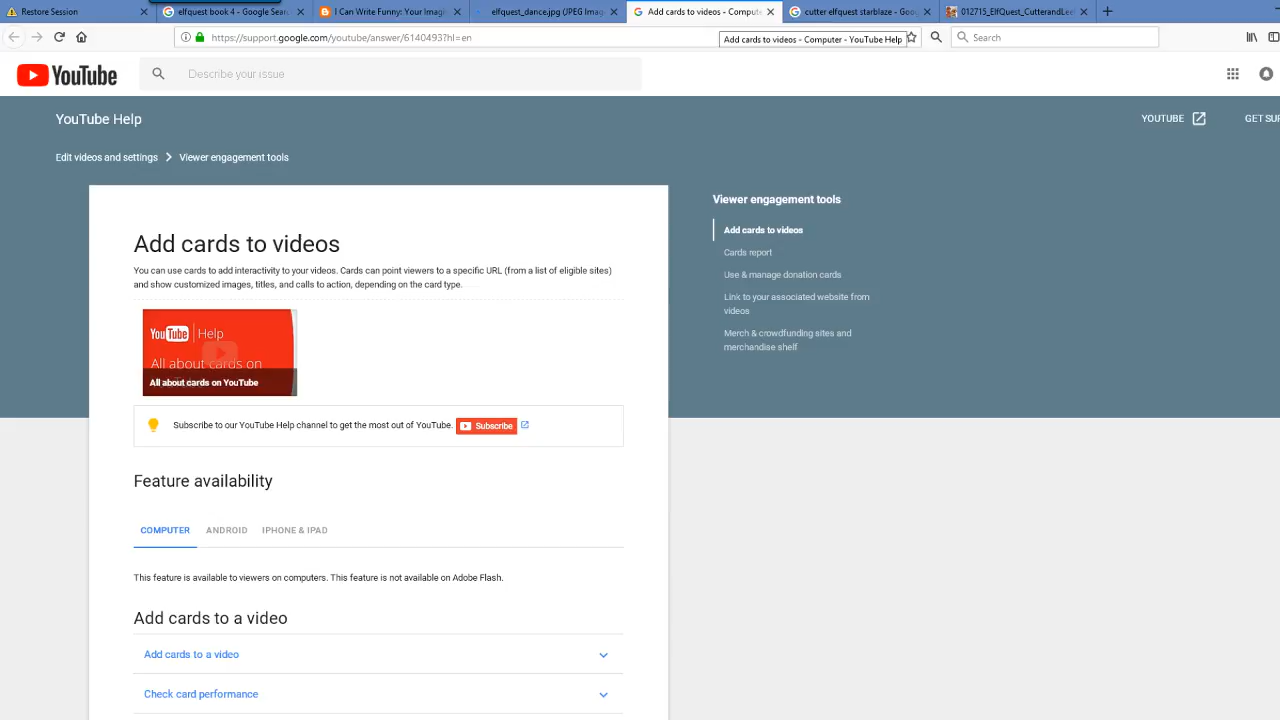 Restore Session
elfquest book 4 - Google Searc
I Can Write Funny: Your Imagi
elfquest_dance.jpg (JPEG Imag
Add cards to videos - Compute
cutter elfquest starblaze - Goog
012715_ElfQuest_CutterandLeet
https://support.google.com/youtube/answer/6140493?hl=en
Add cards to videos - Computer - YouTube Help
Search
YouTube
Describe your issue
YouTube Help
YOUTUBE
GET SUP
Edit videos and settings
Viewer engagement tools
Add cards to videos
You can use cards to add interactivity to your videos. Cards can point viewers to a specific URL (from a list of eligible sites)
and show customized images, titles, and calls to action, depending on the card type.
YouTube Help
All about cards on
All about cards on YouTube
Subscribe to our YouTube Help channel to get the most out of YouTube. Subscribe
Feature availability
COMPUTER ANDROID IPHONE & IPAD
This feature is available to viewers on computers. This feature is not available on Adobe Flash.
Add cards to a video
Add cards to a video
Check card performance
Viewer engagement tools
Add cards to videos
Cards report
Use & manage donation cards
Link to your associated website from
videos
Merch & crowdfunding sites and
merchandise shelf